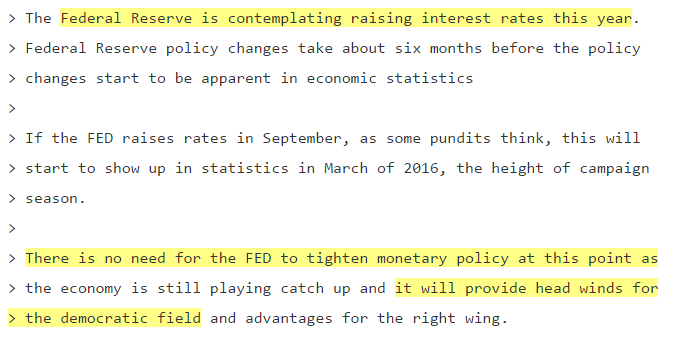 > The Federal Reserve is contemplating raising interest rates this year.
> Federal Reserve policy changes take about six months before the policy
> changes start to be apparent in economic statistics
>
> If the FED raises rates in September, as some pundits think, this will
> start to show up in statistics in March of 2016, the height of campaign
> season.
>
> There is no need for the FED to tighten monetary policy at this point as
> the economy is still playing catch up and it will provide head winds for
> the democratic field and advantages for the right wing.